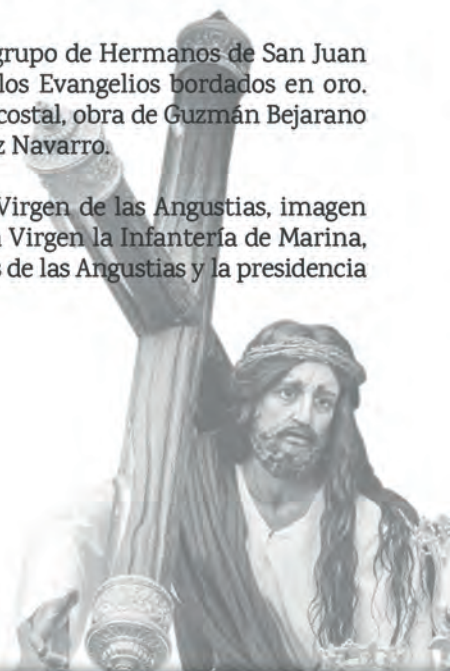 grupo de Hermanos de San Juan
los Evangelios bordados en oro.
costal, obra de Guzmán Bejarano
z Navarro.
Virgen de las Angustias, imagen
Virgen la Infantería de Marina,
s de las Angustias y la presidencia